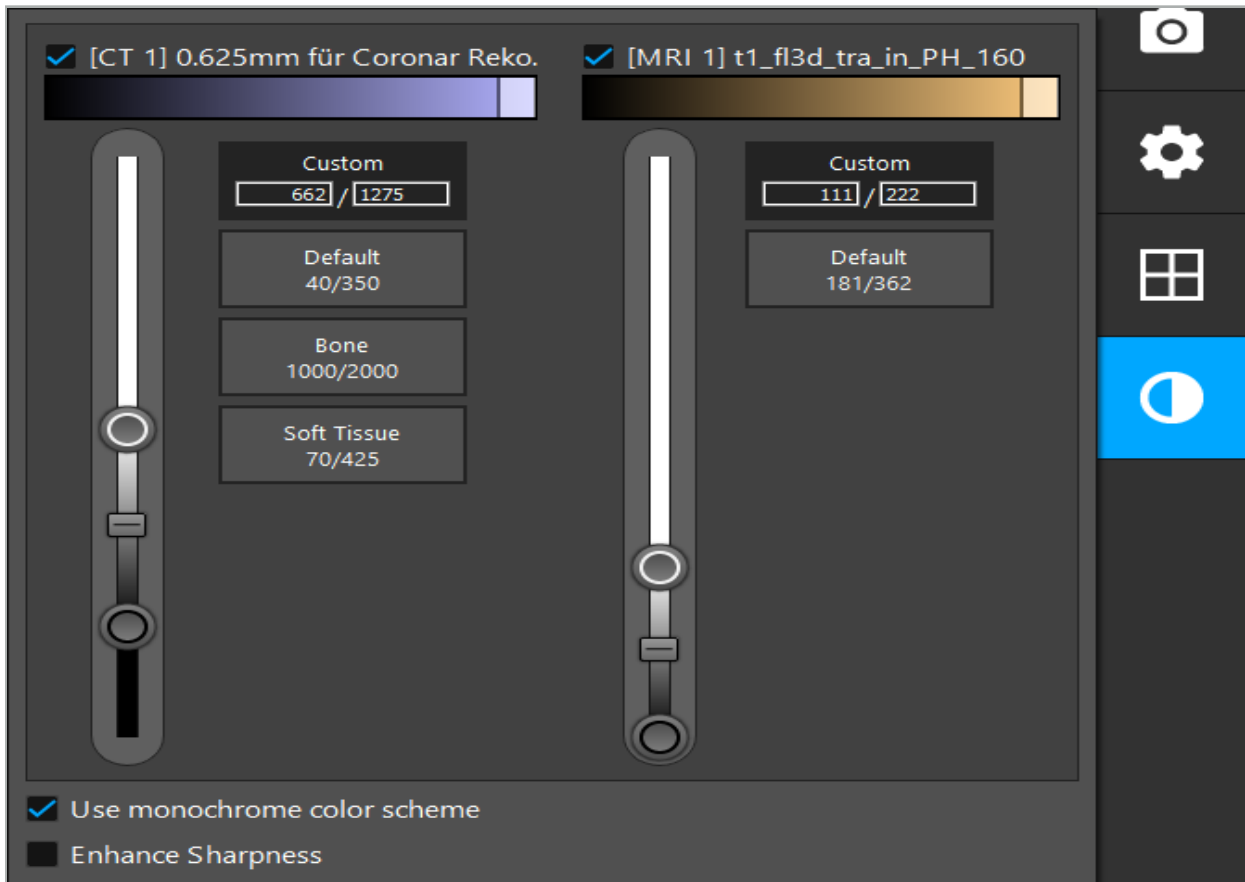 [CT 1] 0.625mm für Coronar Reko.
Custom
662 / 1275
Default
40/350
Bone
1000/2000
Soft Tissue
70/425
[MRI 1] t1_fl3d_tra_in_PH_160
Custom
111 / 222
Default
181/362
Use monochrome color scheme
Enhance Sharpness